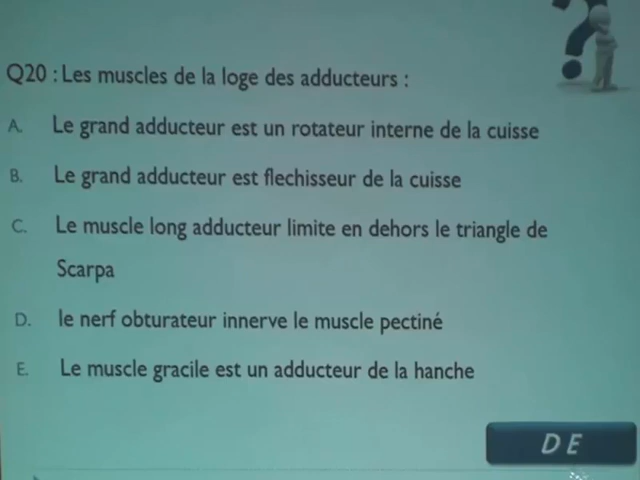 Q20 : Les muscles de la loge des adducteurs :
A. Le grand adducteur est un rotateur interne de la cuisse
B. Le grand adducteur est flechisseur de la cuisse
C. Le muscle long adducteur limite en dehors le triangle de
Scarpa
D. le nerf obturateur innerve le muscle pectiné
E. Le muscle gracile est un adducteur de la hanche
D E